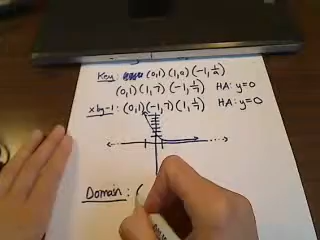 Key: (0,1) (1,a) (-1, 1/a)
(0,1) (1,7) (-1, 1/7) HA: y=0
x by -1: (0,1) (-1,7) (1, 1/7) HA: y=0
Domain: (